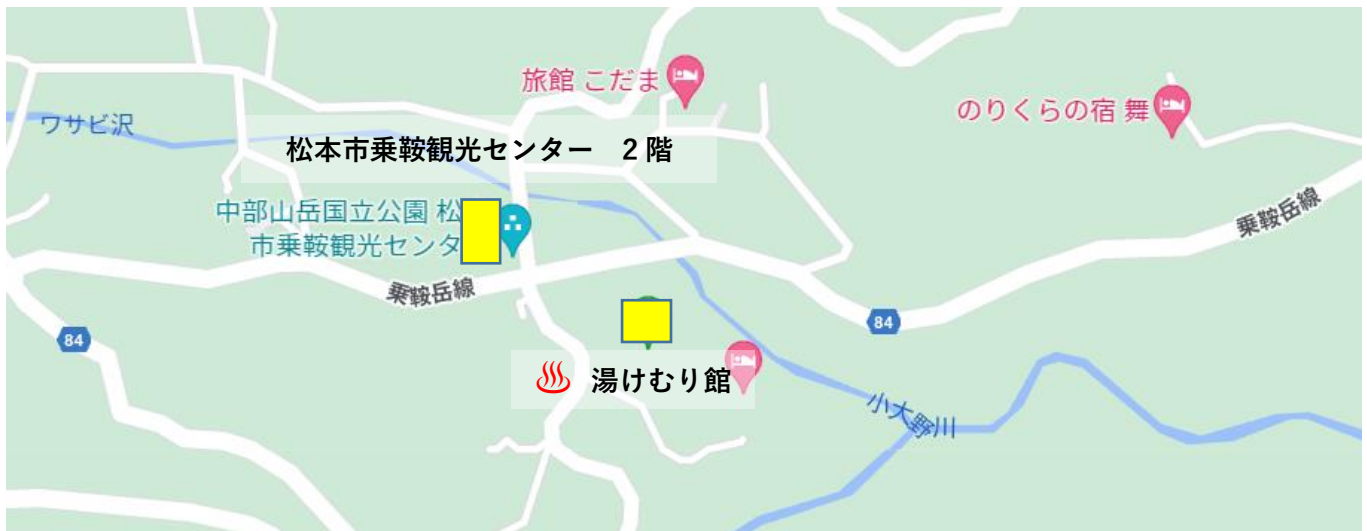 旅館 こだま
のりくらの宿 舞
ワサビ沢
松本市乗鞍観光センター　２階
乗鞍岳線
中部山岳国立公園 松
市乗鞍観光センタ
乗鞍岳線
84
84
♨ 湯けむり館
小大野川